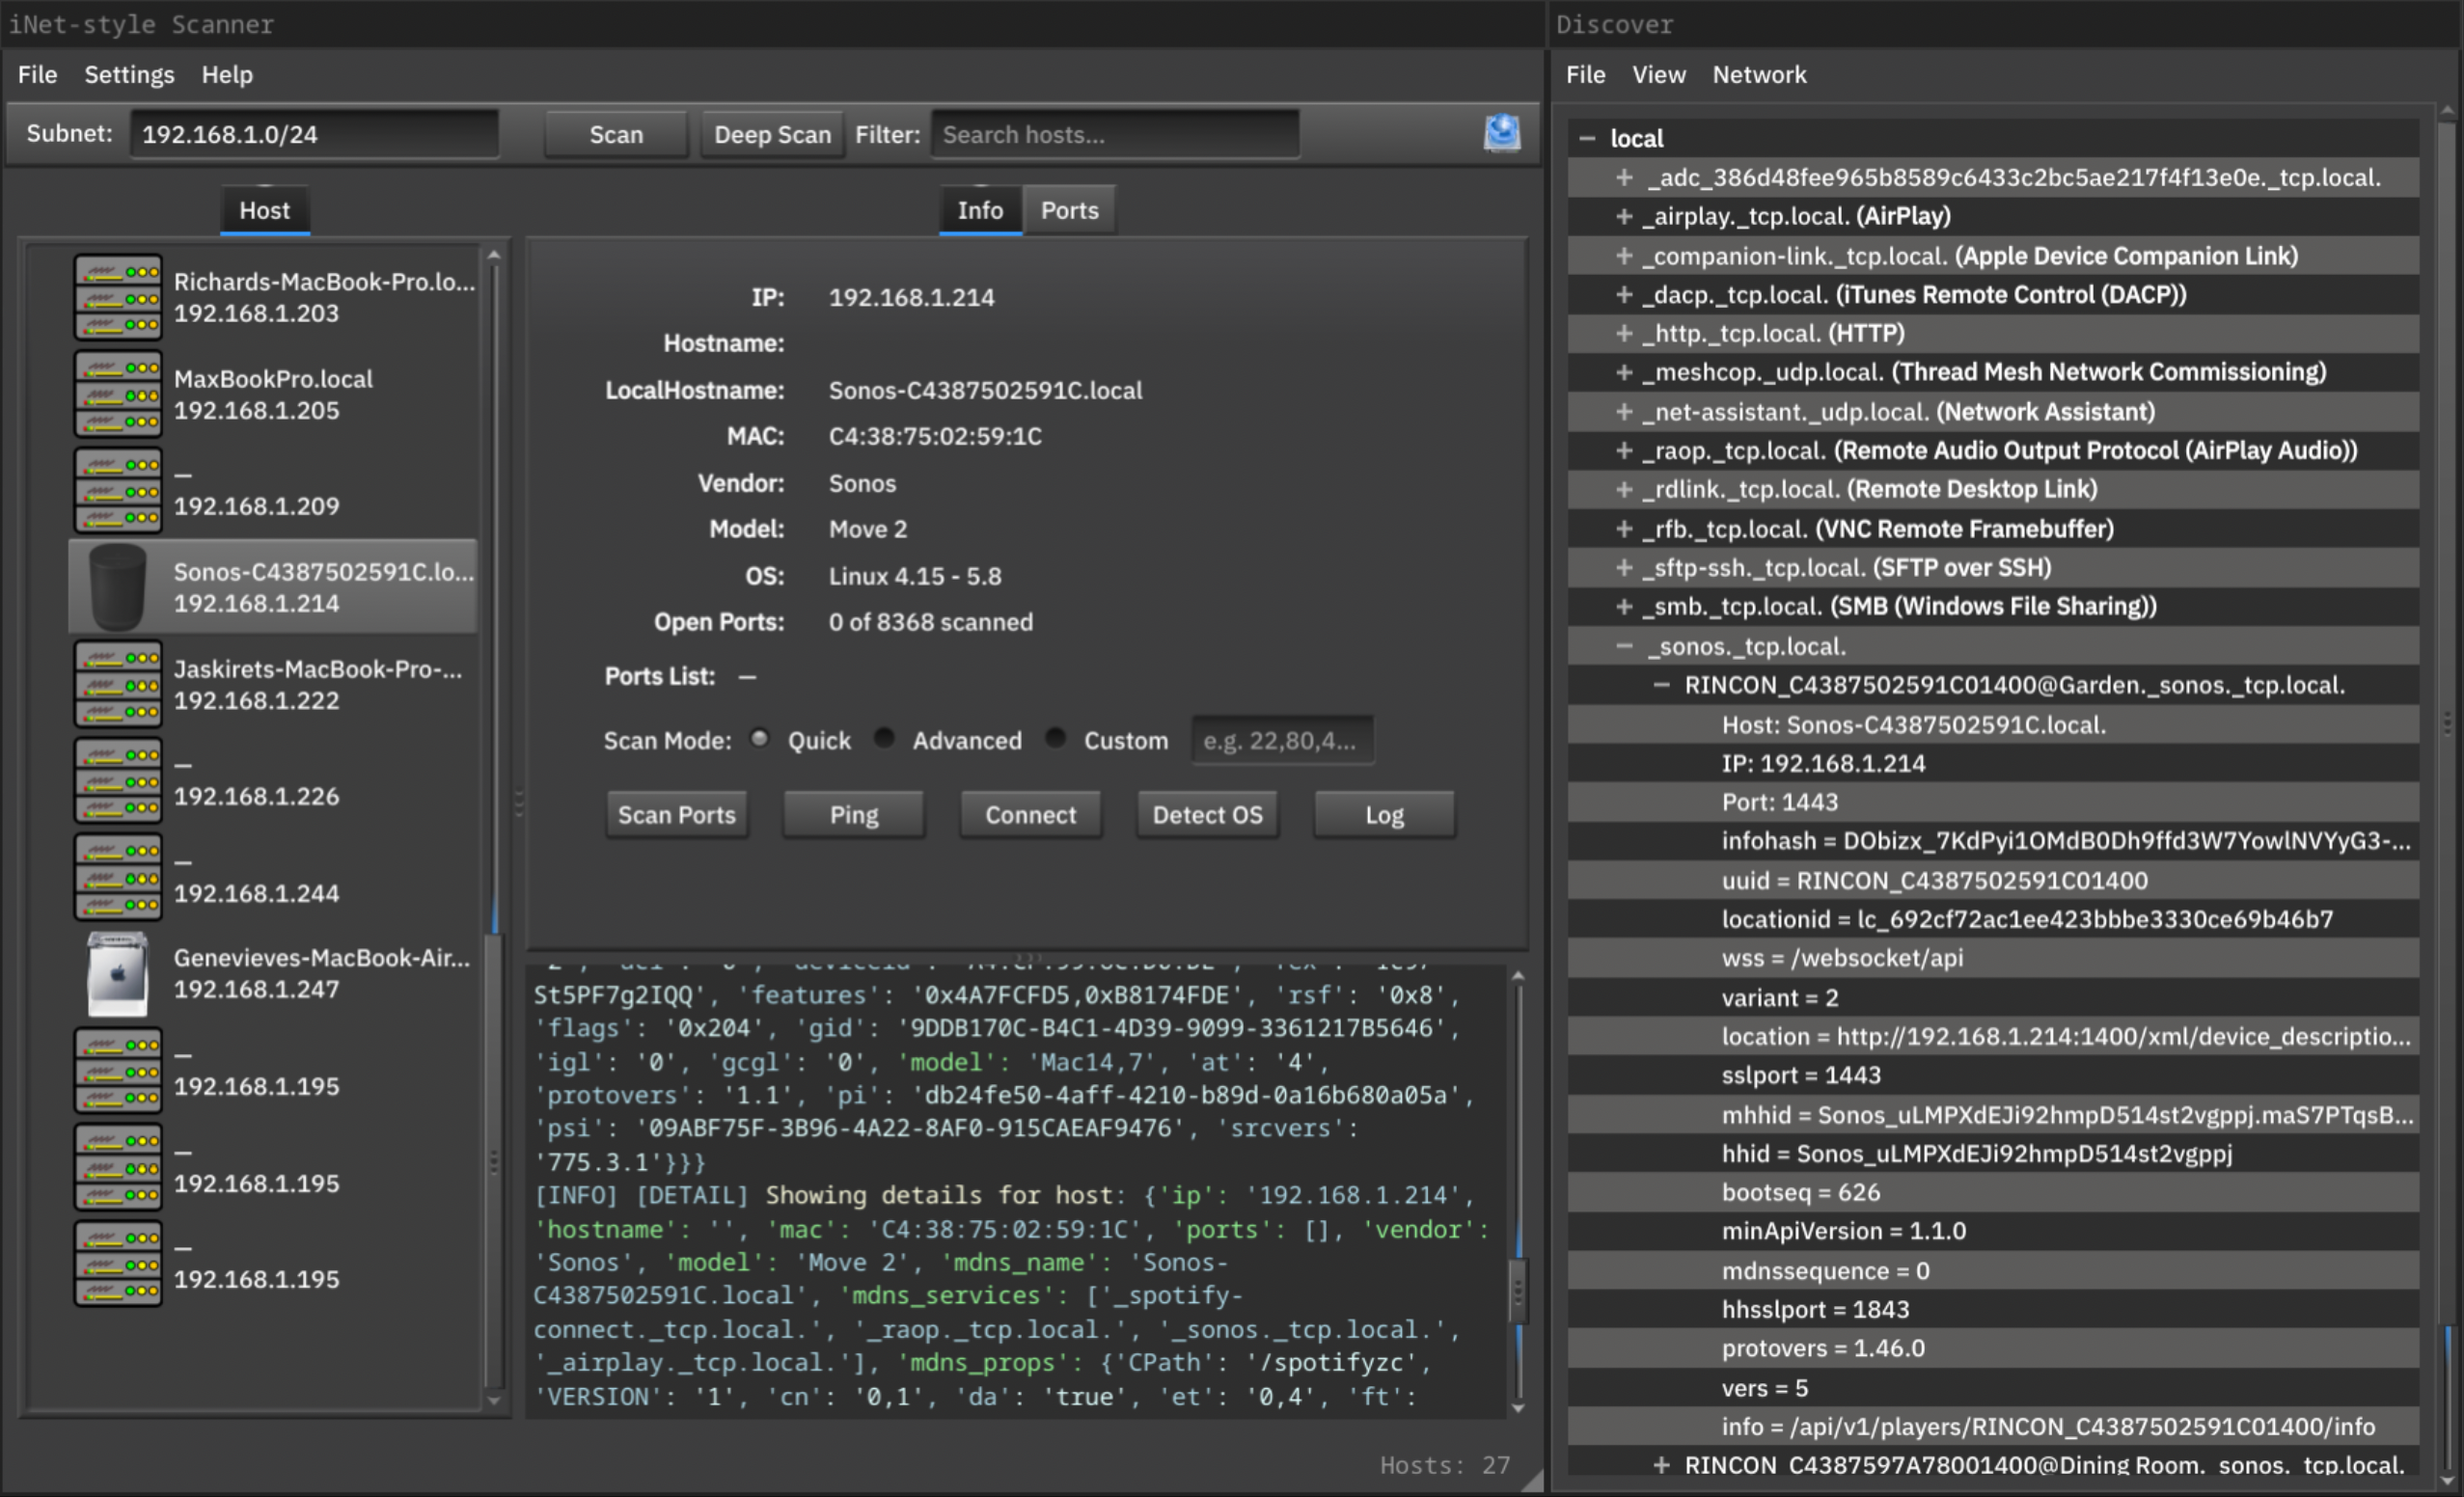 iNet-style Scanner
File Settings Help
Subnet: 192.168.1.0/24 Scan Deep Scan Filter: Search hosts...
Host
Richards-MacBook-Pro.lo...
192.168.1.203
MaxBookPro.local
192.168.1.205
—
192.168.1.209
Sonos-C4387502591C.lo...
192.168.1.214
Jaskirets-MacBook-Pro-...
192.168.1.222
—
192.168.1.226
—
192.168.1.244
Genevieves-MacBook-Air...
192.168.1.247
—
192.168.1.195
—
192.168.1.195
—
192.168.1.195
Info Ports
IP: 192.168.1.214
Hostname:
LocalHostname: Sonos-C4387502591C.local
MAC: C4:38:75:02:59:1C
Vendor: Sonos
Model: Move 2
OS: Linux 4.15 - 5.8
Open Ports: 0 of 8368 scanned
Ports List: —
Scan Mode: Quick Advanced Custom e.g. 22,80,4...
Scan Ports Ping Connect Detect OS Log
St5PF7g2IQQ', 'features': '0x4A7FCFD5,0xB8174FDE', 'rsf': '0x8',
'flags': '0x204', 'gid': '9DDB170C-B4C1-4D39-9099-3361217B5646',
'igl': '0', 'gcgl': '0', 'model': 'Mac14,7', 'at': '4',
'protovers': '1.1', 'pi': 'db24fe50-4aff-4210-b89d-0a16b680a05a',
'psi': '09ABF75F-3B96-4A22-8AF0-915CAEAF9476', 'srcvers':
'775.3.1'}}}
[INFO] [DETAIL] Showing details for host: {'ip': '192.168.1.214',
'hostname': '', 'mac': 'C4:38:75:02:59:1C', 'ports': [], 'vendor':
'Sonos', 'model': 'Move 2', 'mdns_name': 'Sonos-
C4387502591C.local', 'mdns_services': ['_spotify-
connect._tcp.local.', '_raop._tcp.local.', '_sonos._tcp.local.',
'_airplay._tcp.local.'], 'mdns_props': {'CPath': '/spotifyzc',
'VERSION': '1', 'cn': '0,1', 'da': 'true', 'et': '0,4', 'ft':
Hosts: 27
Discover
File View Network
− local
+ _adc_386d48fee965b8589c6433c2bc5ae217f4f13e0e._tcp.local.
+ _airplay._tcp.local. (AirPlay)
+ _companion-link._tcp.local. (Apple Device Companion Link)
+ _dacp._tcp.local. (iTunes Remote Control (DACP))
+ _http._tcp.local. (HTTP)
+ _meshcop._udp.local. (Thread Mesh Network Commissioning)
+ _net-assistant._udp.local. (Network Assistant)
+ _raop._tcp.local. (Remote Audio Output Protocol (AirPlay Audio))
+ _rdlink._tcp.local. (Remote Desktop Link)
+ _rfb._tcp.local. (VNC Remote Framebuffer)
+ _sftp-ssh._tcp.local. (SFTP over SSH)
+ _smb._tcp.local. (SMB (Windows File Sharing))
− _sonos._tcp.local.
− RINCON_C4387502591C01400@Garden._sonos._tcp.local.
Host: Sonos-C4387502591C.local.
IP: 192.168.1.214
Port: 1443
infohash = DObizx_7KdPyi1OMdB0Dh9ffd3W7YowlNVYyG3-...
uuid = RINCON_C4387502591C01400
locationid = lc_692cf72ac1ee423bbbe3330ce69b46b7
wss = /websocket/api
variant = 2
location = http://192.168.1.214:1400/xml/device_descriptio...
sslport = 1443
mhhid = Sonos_uLMPXdEJi92hmpD514st2vgppj.maS7PTqsB...
hhid = Sonos_uLMPXdEJi92hmpD514st2vgppj
bootseq = 626
minApiVersion = 1.1.0
mdnssequence = 0
hhsslport = 1843
protovers = 1.46.0
vers = 5
info = /api/v1/players/RINCON_C4387502591C01400/info
+ RINCON_C4387597A78001400@Dining Room._sonos._tcp.local.